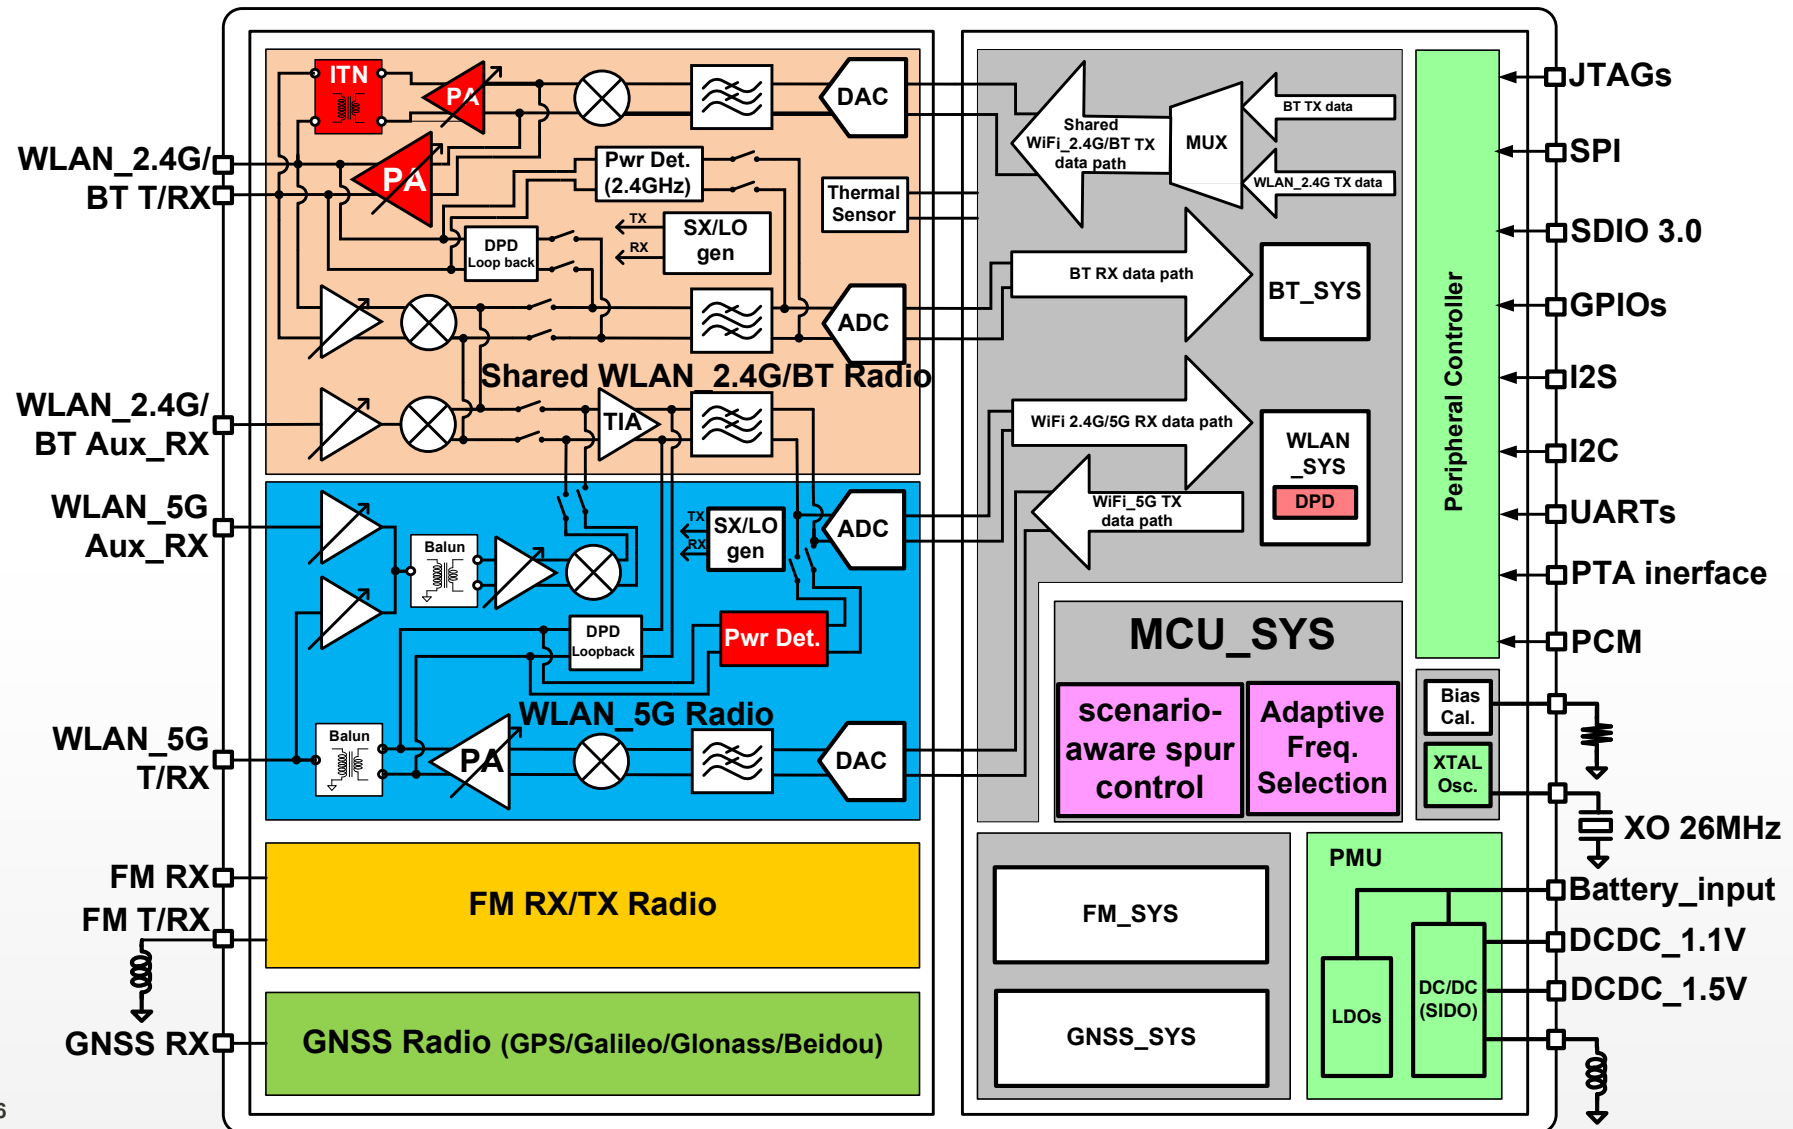 WLAN_2.4G/
BT T/RX
WLAN_2.4G/
BT Aux_RX
WLAN_5G
Aux_RX
WLAN_5G
T/RX
FM RX
FM T/RX
GNSS RX
ITN
PA
PA
DAC
Pwr Det.
(2.4GHz)
Thermal
Sensor
DPD
Loop back
TX
RX
SX/LO
gen
ADC
Shared WLAN_2.4G/BT Radio
TIA
TX
RX
SX/LO
gen
ADC
Balun
DPD
Loopback
Pwr Det.
WLAN_5G Radio
Balun
PA
DAC
FM RX/TX Radio
GNSS Radio (GPS/Galileo/Glonass/Beidou)
Shared
WiFi_2.4G/BT TX
data path
MUX
BT TX data
WLAN_2.4G TX data
BT RX data path
BT_SYS
WiFi 2.4G/5G RX data path
WLAN
_SYS
DPD
WiFi_5G TX
data path
MCU_SYS
scenario-
aware spur
control
Adaptive
Freq.
Selection
FM_SYS
GNSS_SYS
Peripheral Controller
Bias
Cal.
XTAL
Osc.
PMU
LDOs
DC/DC
(SIDO)
JTAGs
SPI
SDIO 3.0
GPIOs
I2S
I2C
UARTs
PTA inerface
PCM
XO 26MHz
Battery_input
DCDC_1.1V
DCDC_1.5V
6